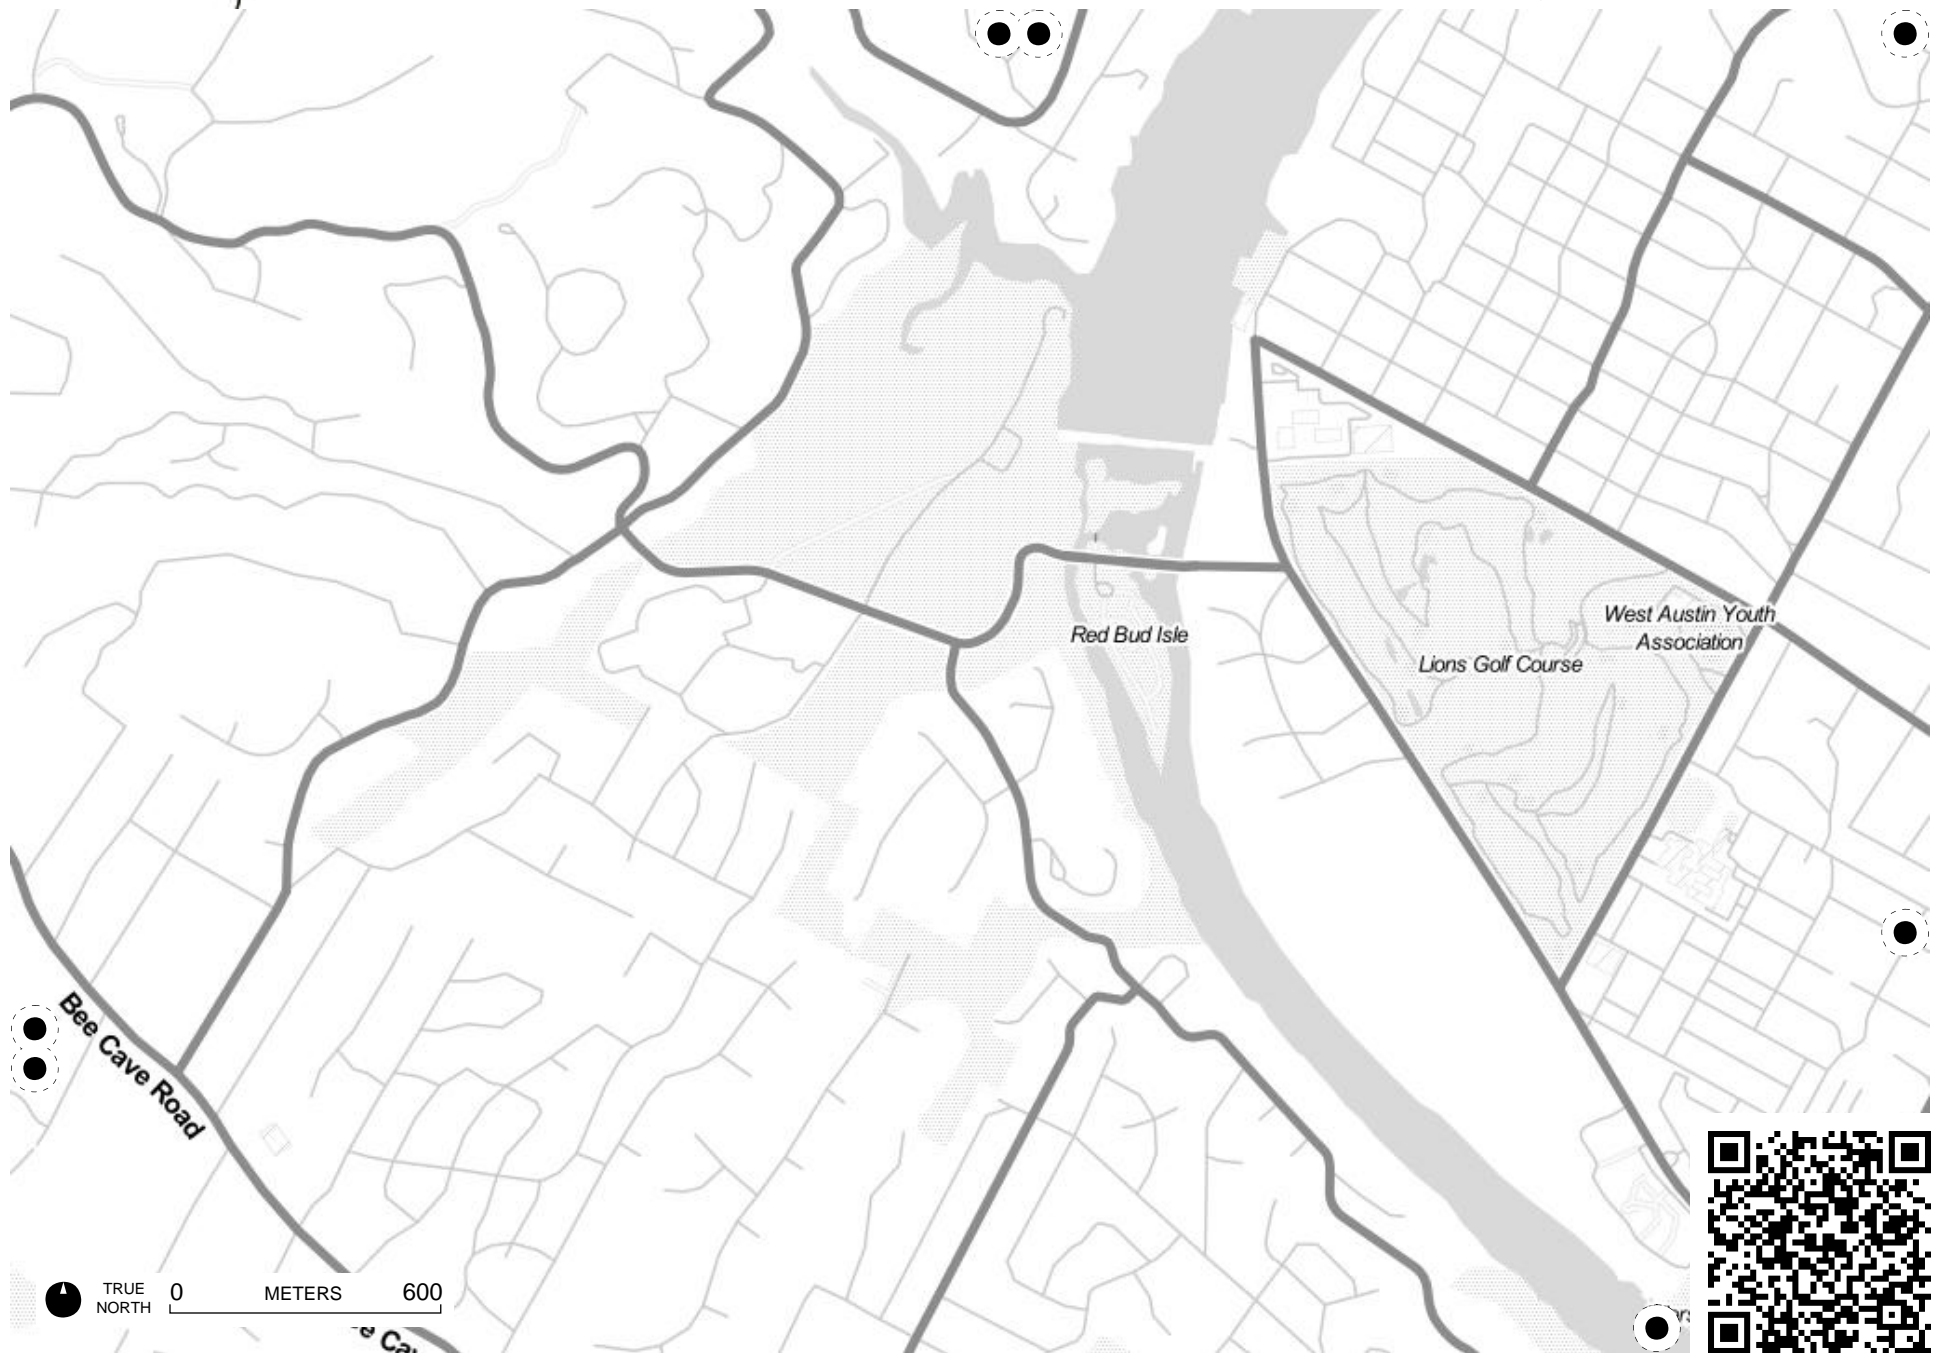 West Austin Youth
Association
Red Bud Isle
Lions Golf Course
Bee Cave Road
TRUE
NORTH
0 METERS 600